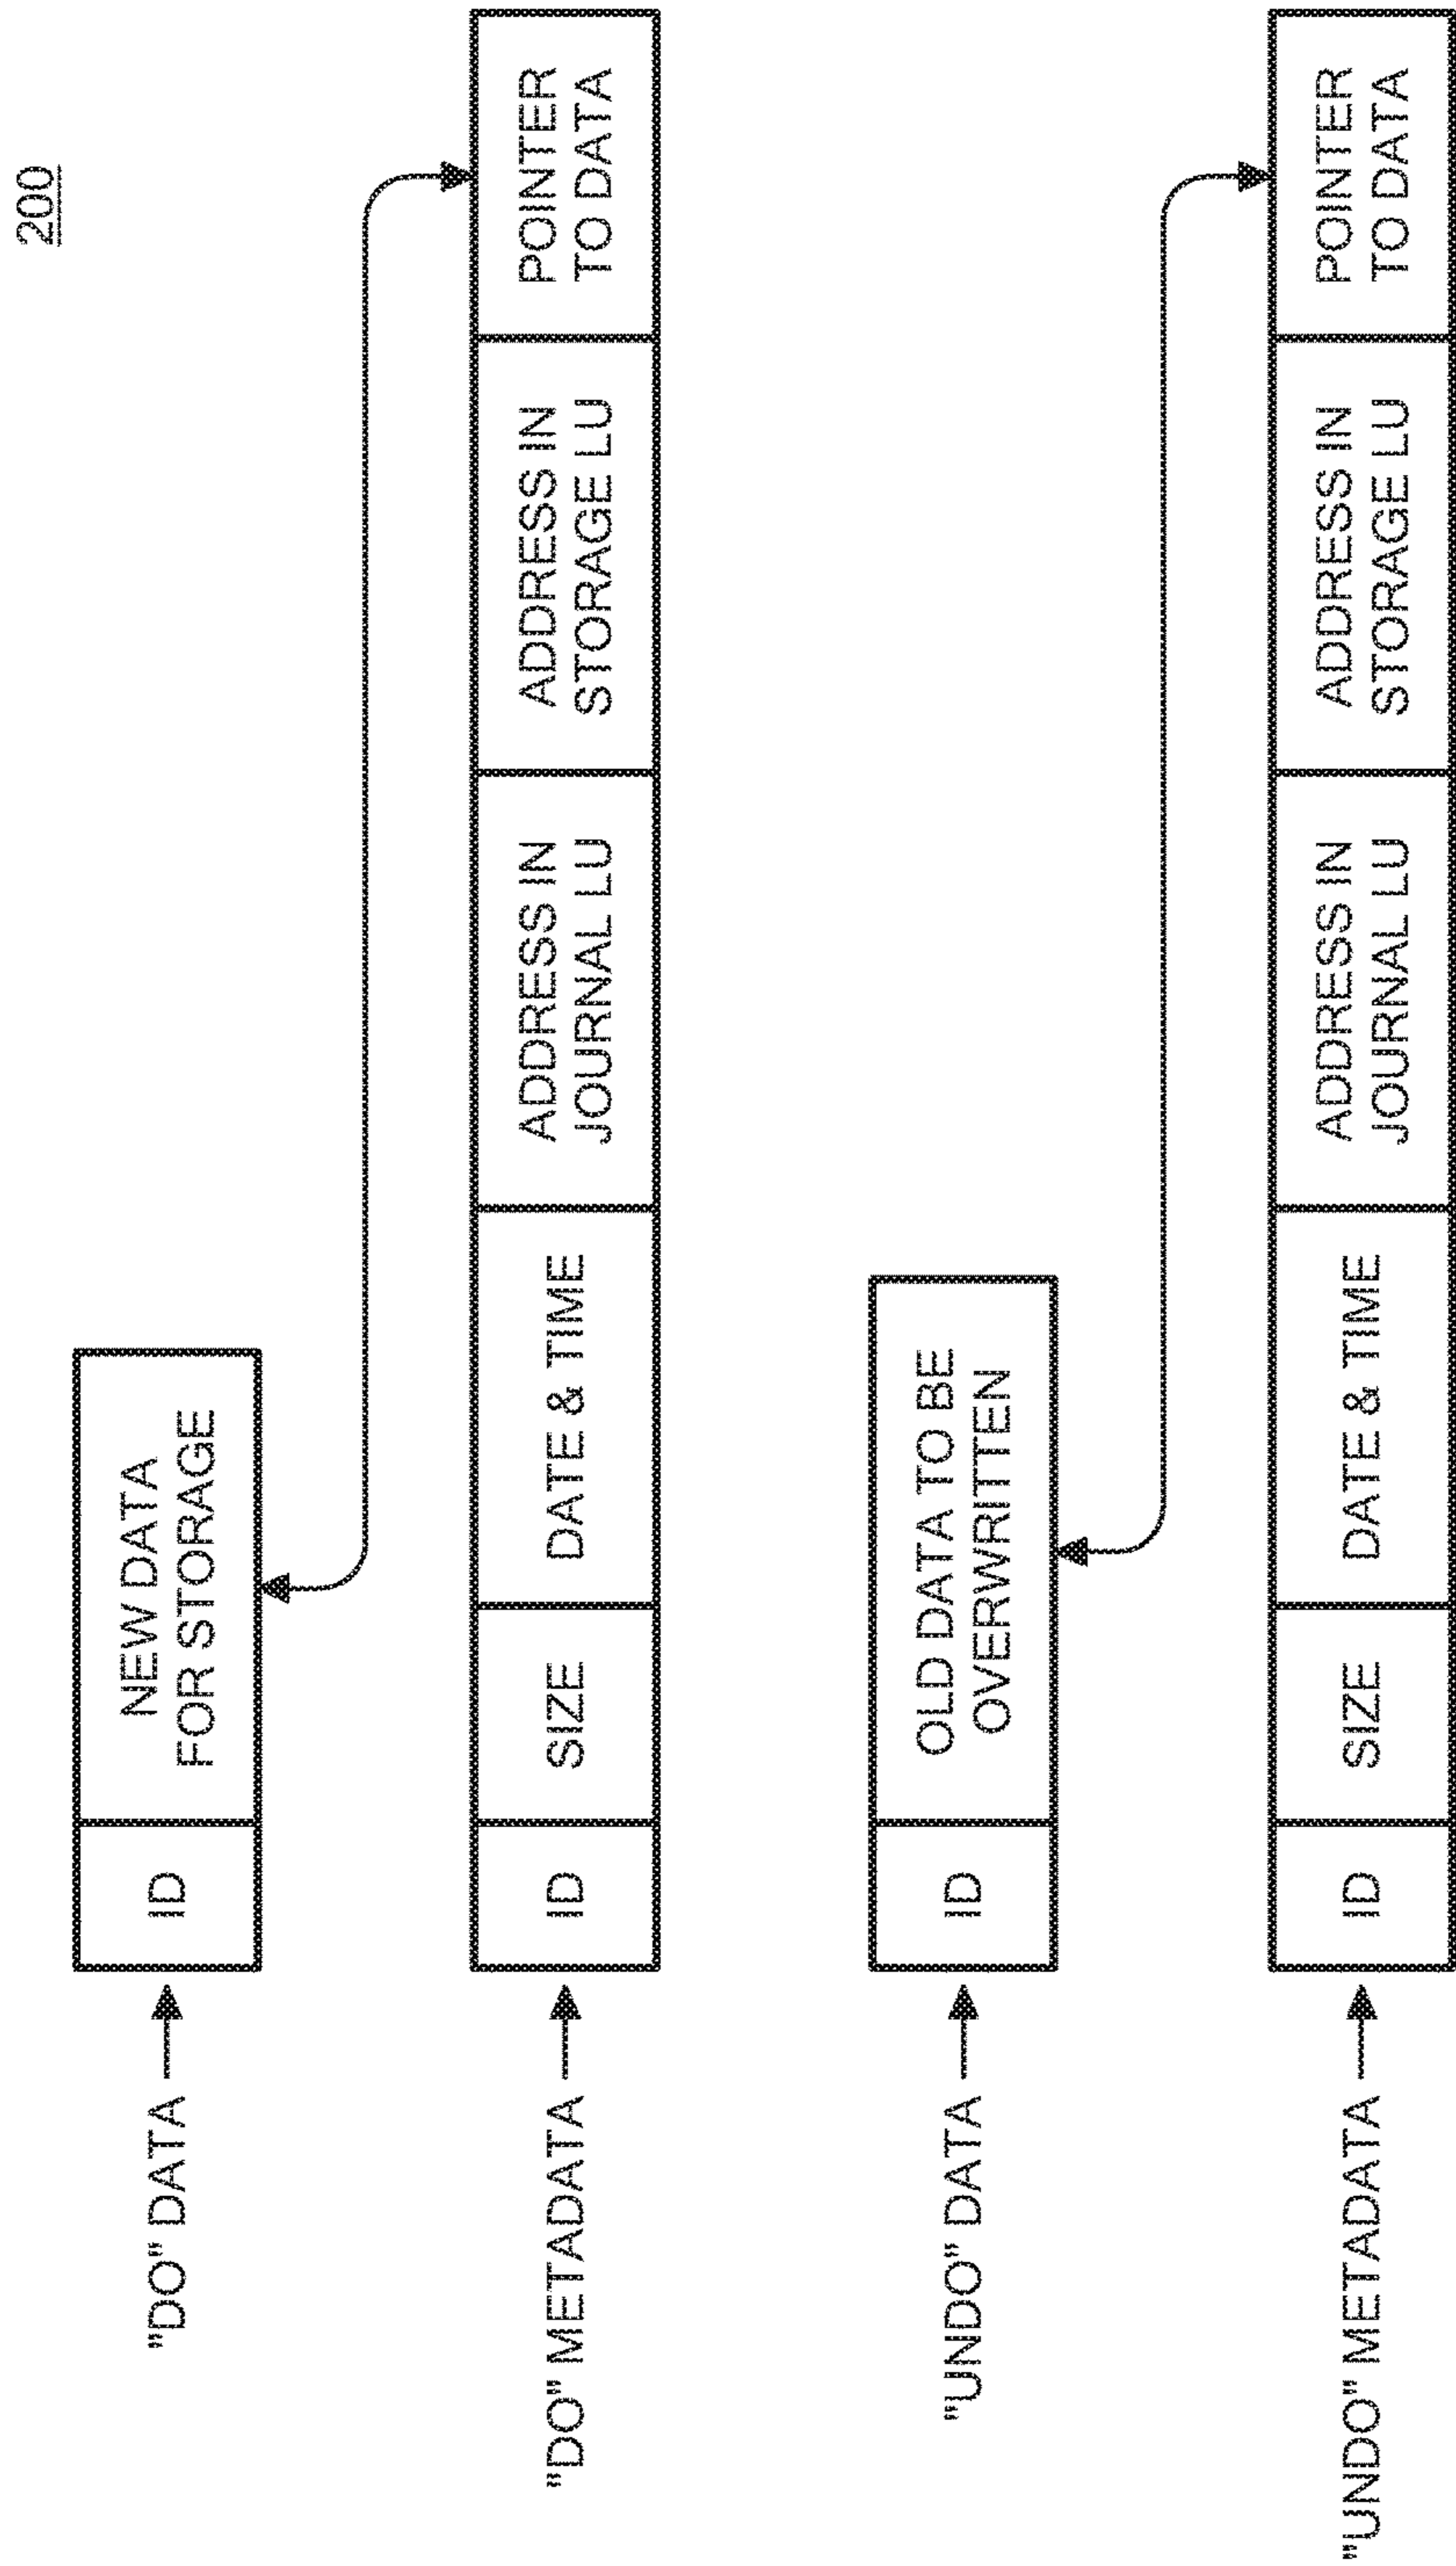 200
"DO" DATA
ID
NEW DATA
FOR STORAGE
"DO" METADATA
ID
SIZE
DATE & TIME
ADDRESS IN
JOURNAL LU
ADDRESS IN
STORAGE LU
POINTER
TO DATA
"UNDO" DATA
ID
OLD DATA TO BE
OVERWRITTEN
"UNDO" METADATA
ID
SIZE
DATE & TIME
ADDRESS IN
JOURNAL LU
ADDRESS IN
STORAGE LU
POINTER
TO DATA